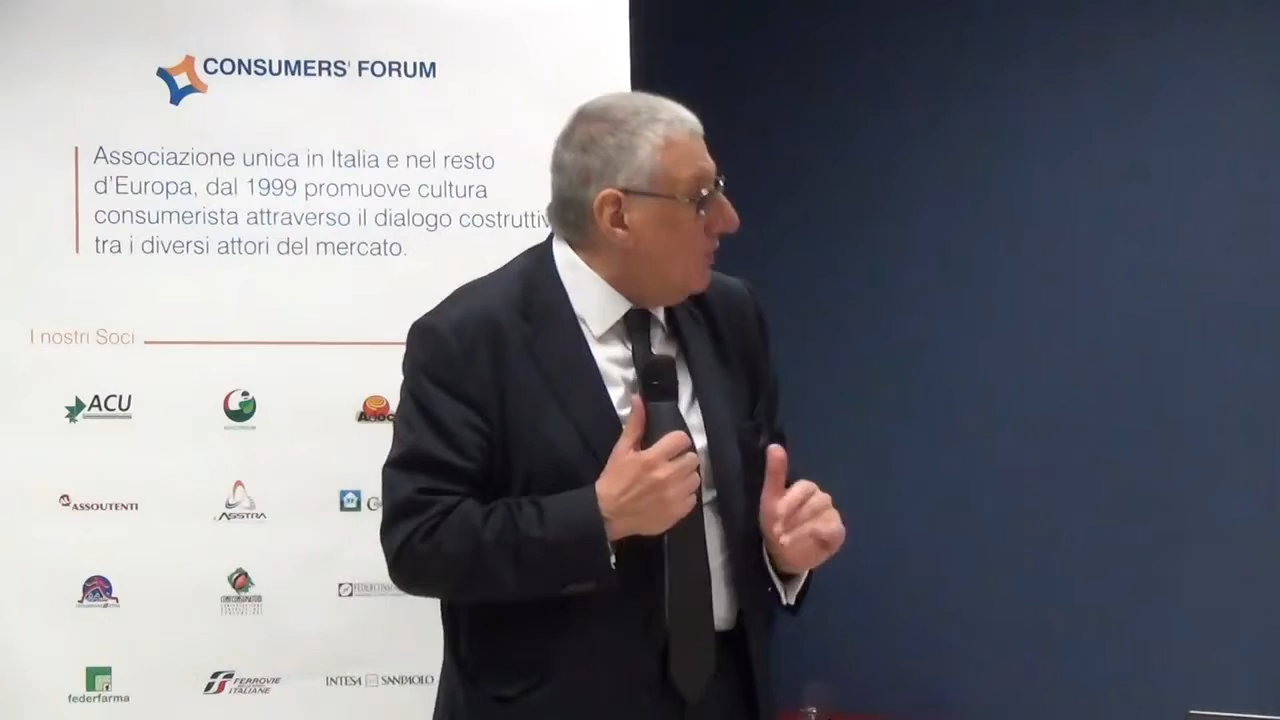 CONSUMERS' FORUM
Associazione unica in Italia e nel resto
d'Europa, dal 1999 promuove cultura
consumerista attraverso il dialogo costruttiv
tra i diversi attori del mercato.
I nostri Soci
ACU
ASSOUTENTI
ASSTRA
federfarma
FERROVIE
ITALIANE
INTESA SANPAOLO